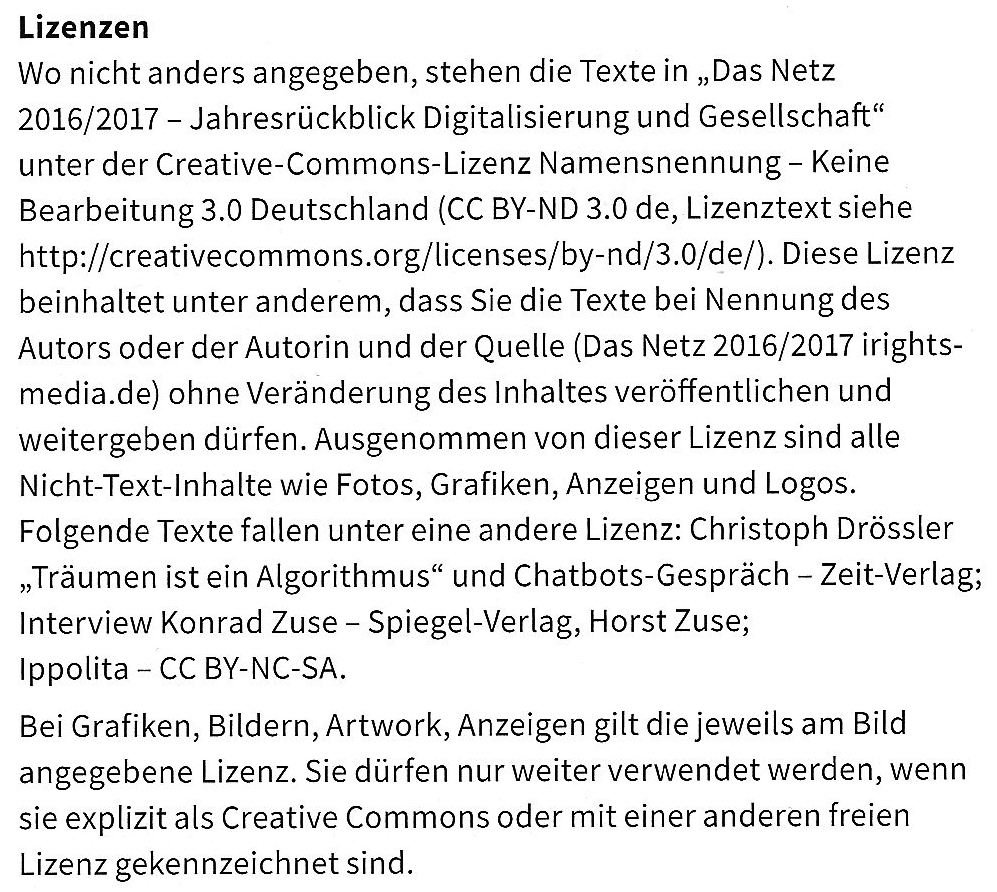 Lizenzen
Wo nicht anders angegeben, stehen die Texte in „Das Netz
2016/2017 – Jahresrückblick Digitalisierung und Gesellschaft“
unter der Creative-Commons-Lizenz Namensnennung – Keine
Bearbeitung 3.0 Deutschland (CC BY-ND 3.0 de, Lizenztext siehe
http://creativecommons.org/licenses/by-nd/3.0/de/). Diese Lizenz
beinhaltet unter anderem, dass Sie die Texte bei Nennung des
Autors oder der Autorin und der Quelle (Das Netz 2016/2017 irights-
media.de) ohne Veränderung des Inhaltes veröffentlichen und
weitergeben dürfen. Ausgenommen von dieser Lizenz sind alle
Nicht-Text-Inhalte wie Fotos, Grafiken, Anzeigen und Logos.
Folgende Texte fallen unter eine andere Lizenz: Christoph Drössler
„Träumen ist ein Algorithmus“ und Chatbots-Gespräch – Zeit-Verlag;
Interview Konrad Zuse – Spiegel-Verlag, Horst Zuse;
Ippolita – CC BY-NC-SA.
Bei Grafiken, Bildern, Artwork, Anzeigen gilt die jeweils am Bild
angegebene Lizenz. Sie dürfen nur weiter verwendet werden, wenn
sie explizit als Creative Commons oder mit einer anderen freien
Lizenz gekennzeichnet sind.